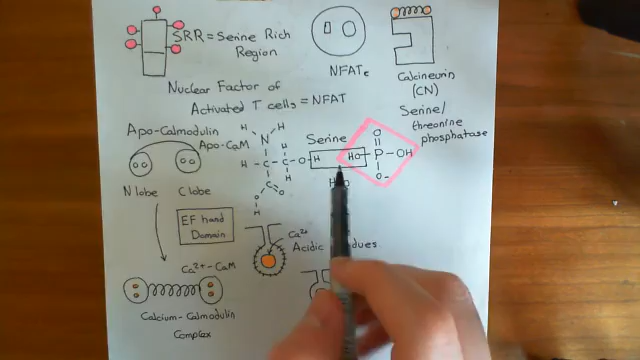 SRR = Serine Rich
Region
NFATc
Calcineurin
(CN)
Nuclear Factor of
Activated T cells = NFAT
Serine/
threonine
phosphatase
Apo-Calmodulin
Apo-CaM
N lobe C lobe
Serine
H H
N
H
H - C - C - O - H HO - P - OH
H
O
O-
C
O
O
H
EF hand
Domain
Ca2+
Acidic
Ca2+-CaM
Calcium-Calmodulin
Complex